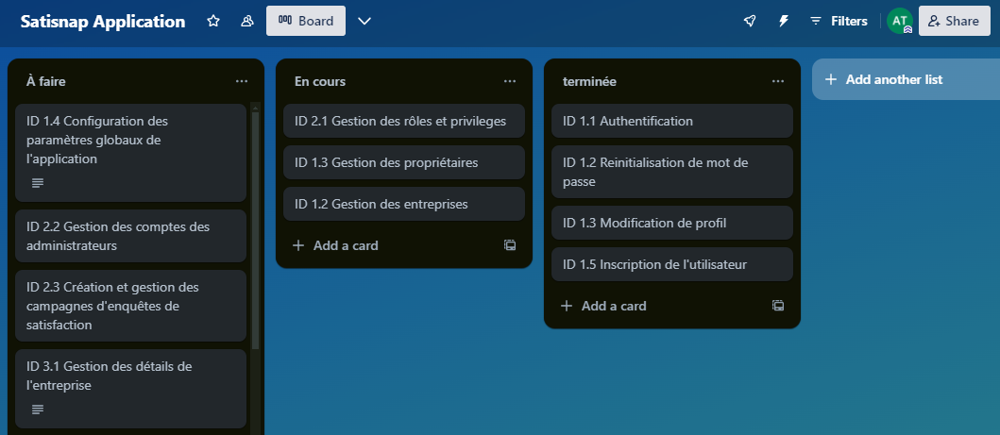 Satisnap Application
Board
Filters
AT
Share
À faire
ID 1.4 Configuration des
paramètres globaux de
l'application
ID 2.2 Gestion des comptes des
administrateurs
ID 2.3 Création et gestion des
campagnes d'enquêtes de
satisfaction
ID 3.1 Gestion des détails de
l'entreprise
En cours
ID 2.1 Gestion des rôles et privileges
ID 1.3 Gestion des propriétaires
ID 1.2 Gestion des entreprises
Add a card
terminée
ID 1.1 Authentification
ID 1.2 Reinitialisation de mot de
passe
ID 1.3 Modification de profil
ID 1.5 Inscription de l'utilisateur
Add a card
Add another list